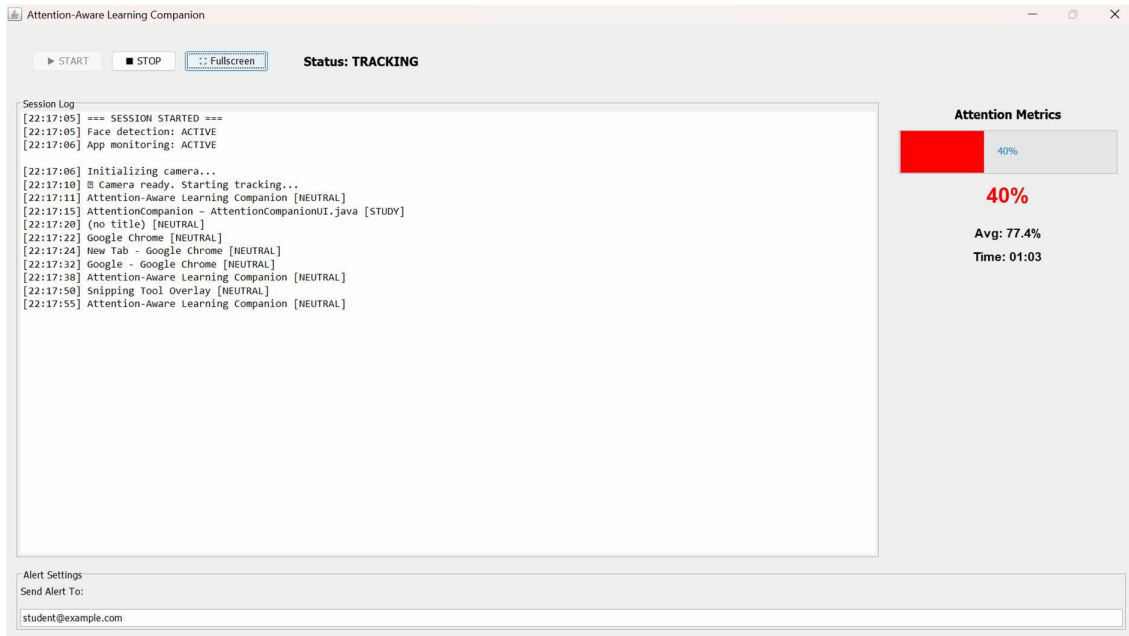 Attention-Aware Learning Companion
▶ START ■ STOP Fullscreen Status: TRACKING
Session Log
[22:17:05] === SESSION STARTED ===
[22:17:05] Face detection: ACTIVE
[22:17:06] App monitoring: ACTIVE
[22:17:06] Initializing camera...
[22:17:10] Camera ready. Starting tracking...
[22:17:11] Attention-Aware Learning Companion [NEUTRAL]
[22:17:15] AttentionCompanion – AttentionCompanionUI.java [STUDY]
[22:17:20] (no title) [NEUTRAL]
[22:17:22] Google Chrome [NEUTRAL]
[22:17:24] New Tab - Google Chrome [NEUTRAL]
[22:17:32] Google - Google Chrome [NEUTRAL]
[22:17:38] Attention-Aware Learning Companion [NEUTRAL]
[22:17:50] Snipping Tool Overlay [NEUTRAL]
[22:17:55] Attention-Aware Learning Companion [NEUTRAL]
Attention Metrics
40%
40%
Avg: 77.4%
Time: 01:03
Alert Settings
Send Alert To:
student@example.com